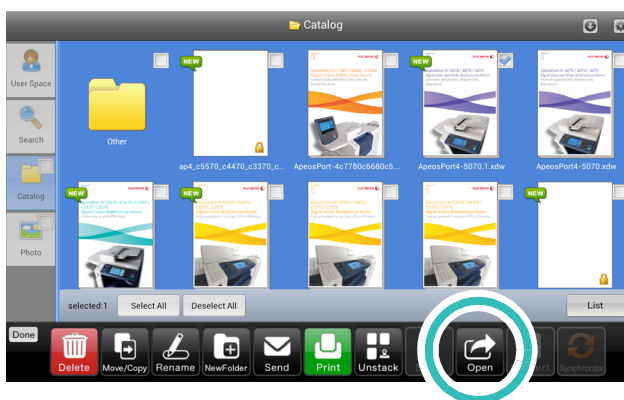 Catalog
User Space
Search
Catalog
Photo
Other
NEW
ap4_c5570_c4470_c3370_c...
ApeosPort-4c7780c6680c5...
NEW
ApeosPort4-5070.1.xdw
ApeosPort4-5070.xdw
NEW
NEW
NEW
selected:1
Select All
Deselect All
List
Done
Delete
Move/Copy
Rename
NewFolder
Send
Print
Unstack
Open
Synchronize